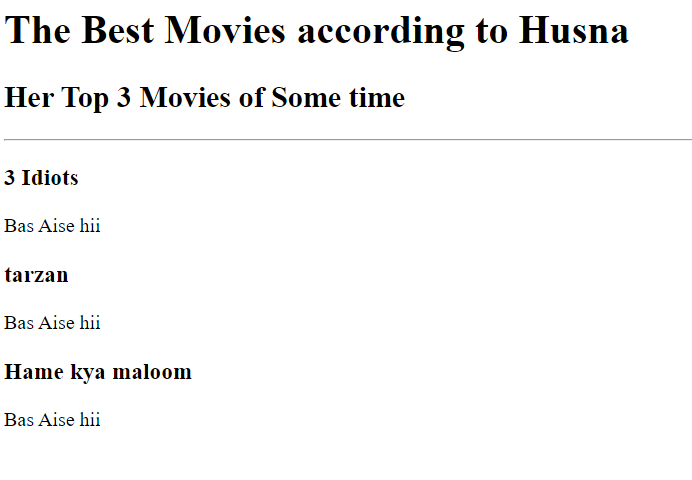 The Best Movies according to Husna
Her Top 3 Movies of Some time
3 Idiots
Bas Aise hii
tarzan
Bas Aise hii
Hame kya maloom
Bas Aise hii